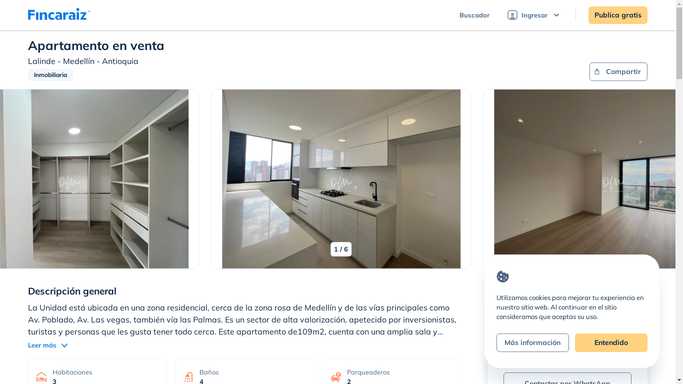 Fincaraiz
Buscador
Ingresar
Publica gratis
Apartamento en venta
Lalinde - Medellín - Antioquia
Inmobiliaria
Compartir
1 / 6
Descripción general
La Unidad está ubicada en una zona residencial, cerca de la zona rosa de Medellín y de las vías principales como
Av. Poblado, Av. Las vegas, también vía las Palmas. Es un sector de alta valorización, apetecido por inversionistas,
turistas y personas que les gusta tener todo cerca. Este apartamento de109m2, cuenta con una amplia sala y...
Leer más
Habitaciones
3
Baños
4
Parqueaderos
2
Utilizamos cookies para mejorar tu experiencia en
nuestro sitio web. Al continuar en el sitio
consideramos que aceptas su uso.
Más información
Entendido
Contactar por WhatsApp